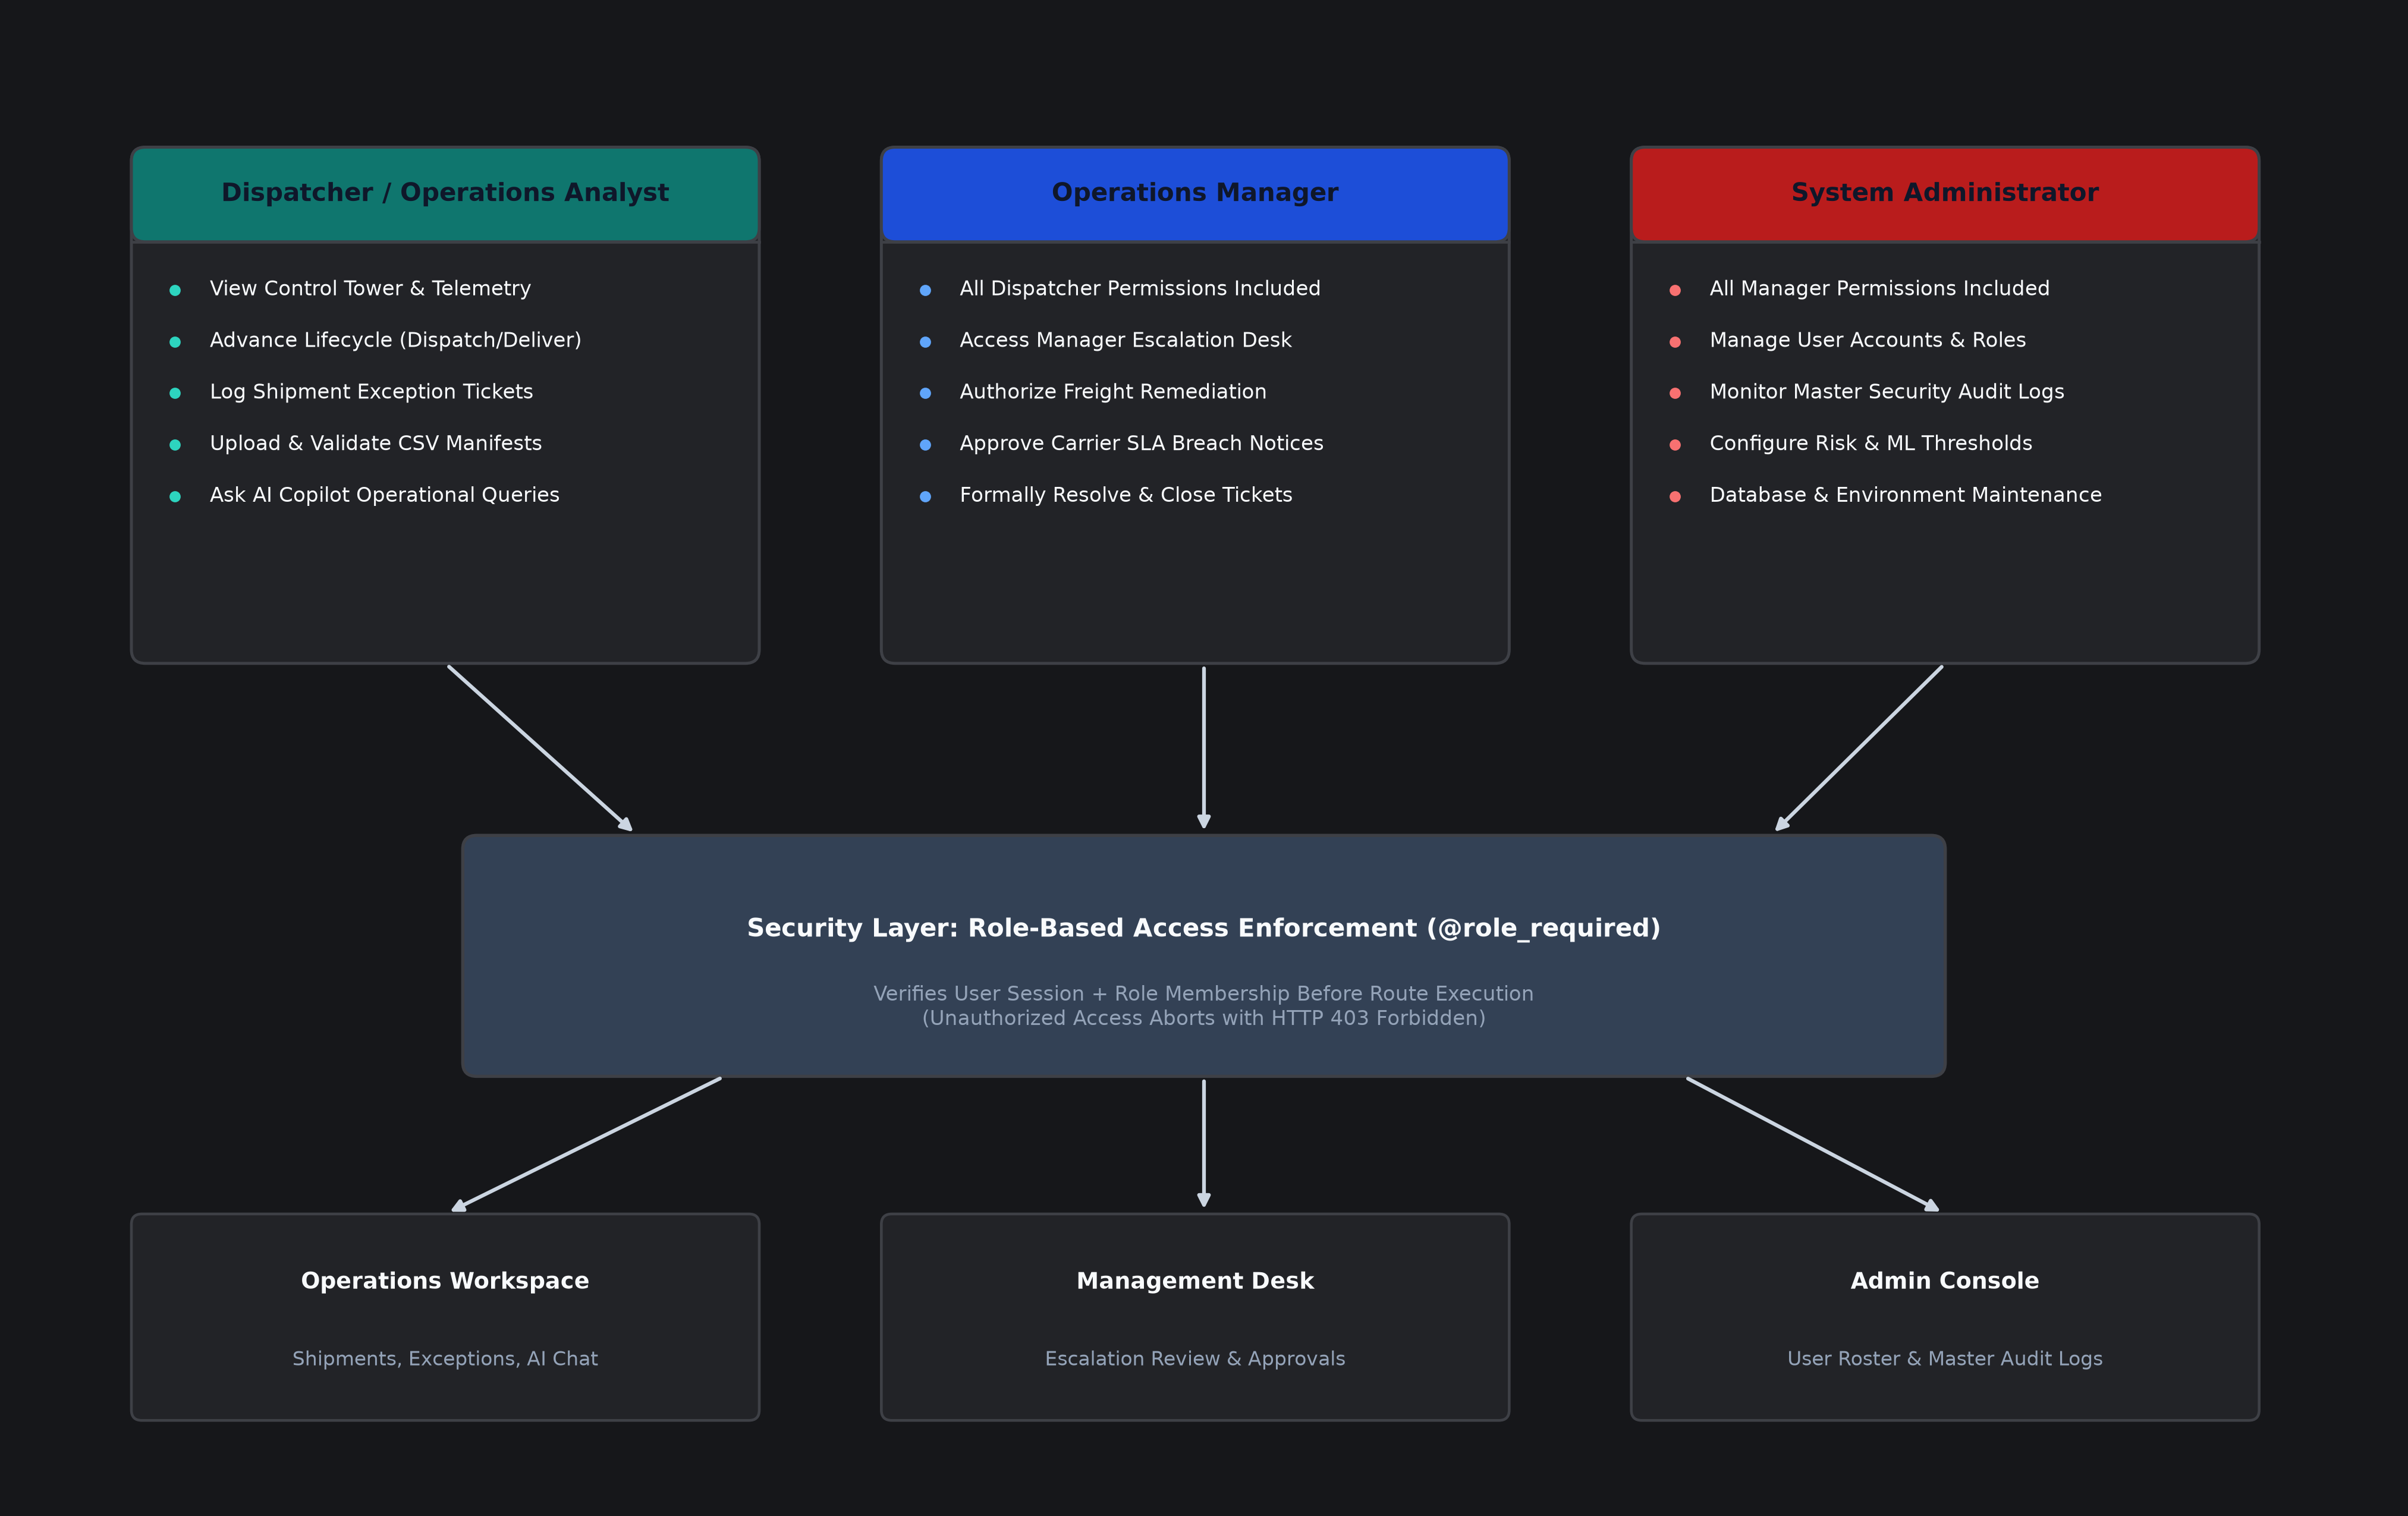 Dispatcher / Operations Analyst
View Control Tower & Telemetry
Advance Lifecycle (Dispatch/Deliver)
Log Shipment Exception Tickets
Upload & Validate CSV Manifests
Ask AI Copilot Operational Queries
Operations Manager
All Dispatcher Permissions Included
Access Manager Escalation Desk
Authorize Freight Remediation
Approve Carrier SLA Breach Notices
Formally Resolve & Close Tickets
System Administrator
All Manager Permissions Included
Manage User Accounts & Roles
Monitor Master Security Audit Logs
Configure Risk & ML Thresholds
Database & Environment Maintenance
Security Layer: Role-Based Access Enforcement (@role_required)
Verifies User Session + Role Membership Before Route Execution
(Unauthorized Access Aborts with HTTP 403 Forbidden)
Operations Workspace
Shipments, Exceptions, AI Chat
Management Desk
Escalation Review & Approvals
Admin Console
User Roster & Master Audit Logs